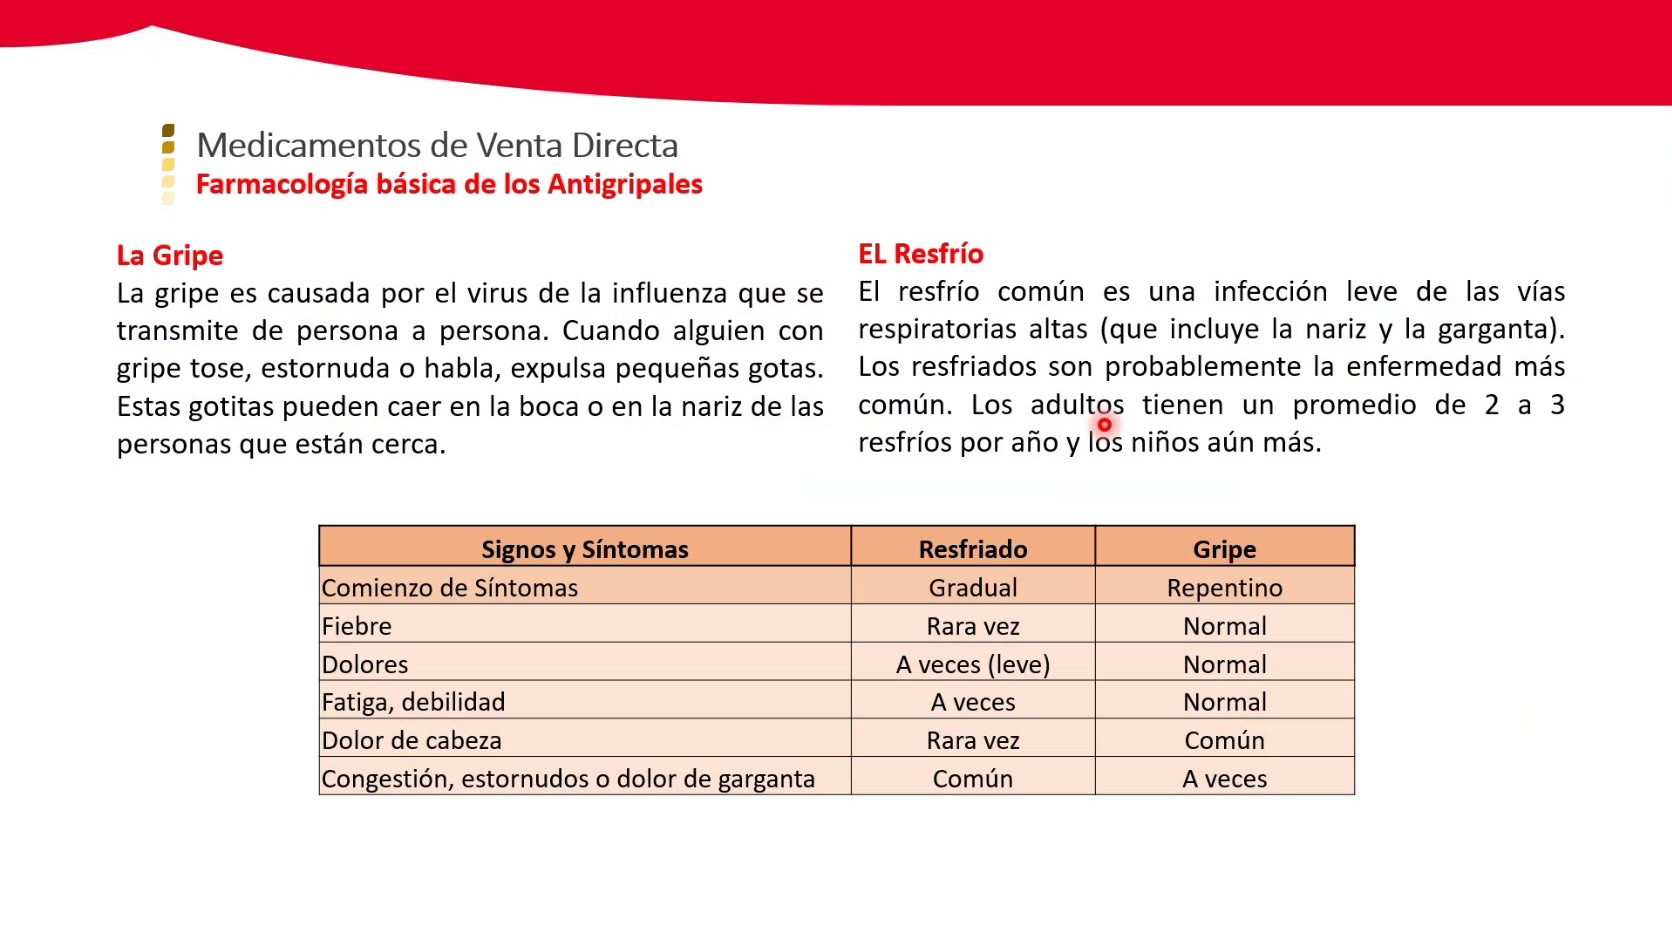 Medicamentos de Venta Directa
Farmacología básica de los Antigripales
La Gripe
La gripe es causada por el virus de la influenza que se
transmite de persona a persona. Cuando alguien con
gripe tose, estornuda o habla, expulsa pequeñas gotas.
Estas gotitas pueden caer en la boca o en la nariz de las
personas que están cerca.
EL Resfrío
El resfrío común es una infección leve de las vías
respiratorias altas (que incluye la nariz y la garganta).
Los resfriados son probablemente la enfermedad más
común. Los adultos tienen un promedio de 2 a 3
resfríos por año y los niños aún más.
Signos y Síntomas Resfriado Gripe
Comienzo de Síntomas Gradual Repentino
Fiebre Rara vez Normal
Dolores A veces (leve) Normal
Fatiga, debilidad A veces Normal
Dolor de cabeza Rara vez Común
Congestión, estornudos o dolor de garganta Común A veces